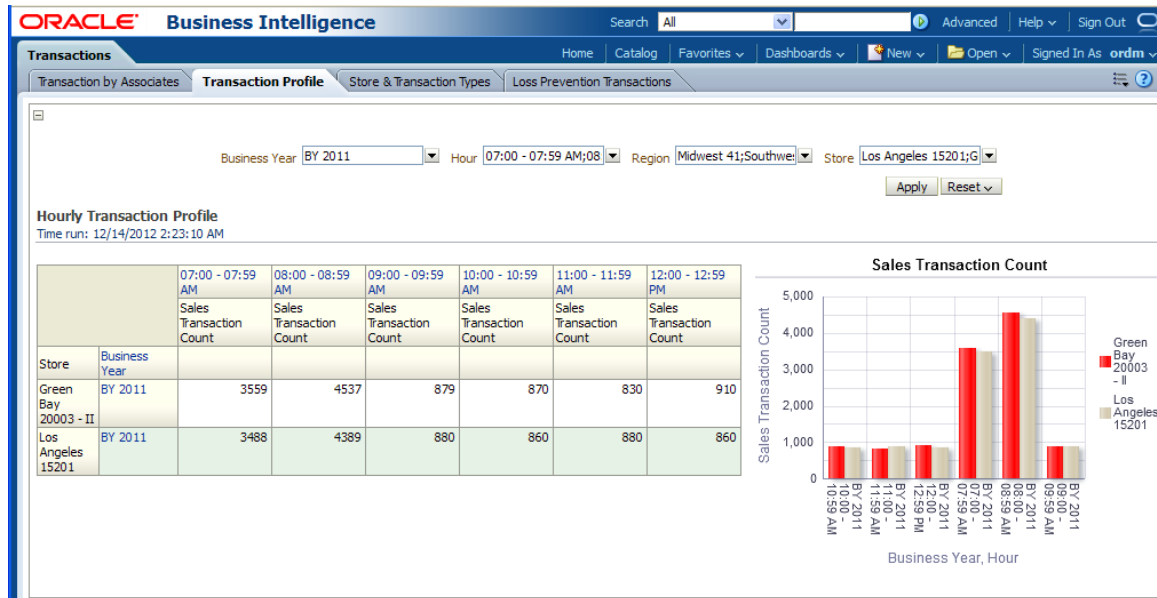 ORACLE Business Intelligence
Search All Advanced Help Sign Out
Transactions
Home Catalog Favorites Dashboards New Open Signed In As ordm
Transaction by Associates Transaction Profile Store & Transaction Types Loss Prevention Transactions
Business Year BY 2011 Hour 07:00 - 07:59 AM;08 Region Midwest 41;Southwe Store Los Angeles 15201;G
Apply Reset
Hourly Transaction Profile
Time run: 12/14/2012 2:23:10 AM
07:00 - 07:59 AM 08:00 - 08:59 AM 09:00 - 09:59 AM 10:00 - 10:59 AM 11:00 - 11:59 AM 12:00 - 12:59 PM
Sales Transaction Count Sales Transaction Count Sales Transaction Count Sales Transaction Count Sales Transaction Count Sales Transaction Count
Store Business Year
Green Bay 20003 - II BY 2011 3559 4537 879 870 830 910
Los Angeles 15201 BY 2011 3488 4389 880 860 880 860
Sales Transaction Count
Sales Transaction Count
5,000
4,000
3,000
2,000
1,000
0
BY 2011 10:00 - 10:59 AM
BY 2011 11:00 - 11:59 AM
BY 2011 12:00 - 12:59 PM
BY 2011 07:00 - 07:59 AM
BY 2011 08:00 - 08:59 AM
BY 2011 09:00 - 09:59 AM
Business Year, Hour
Green Bay 20003 - II
Los Angeles 15201